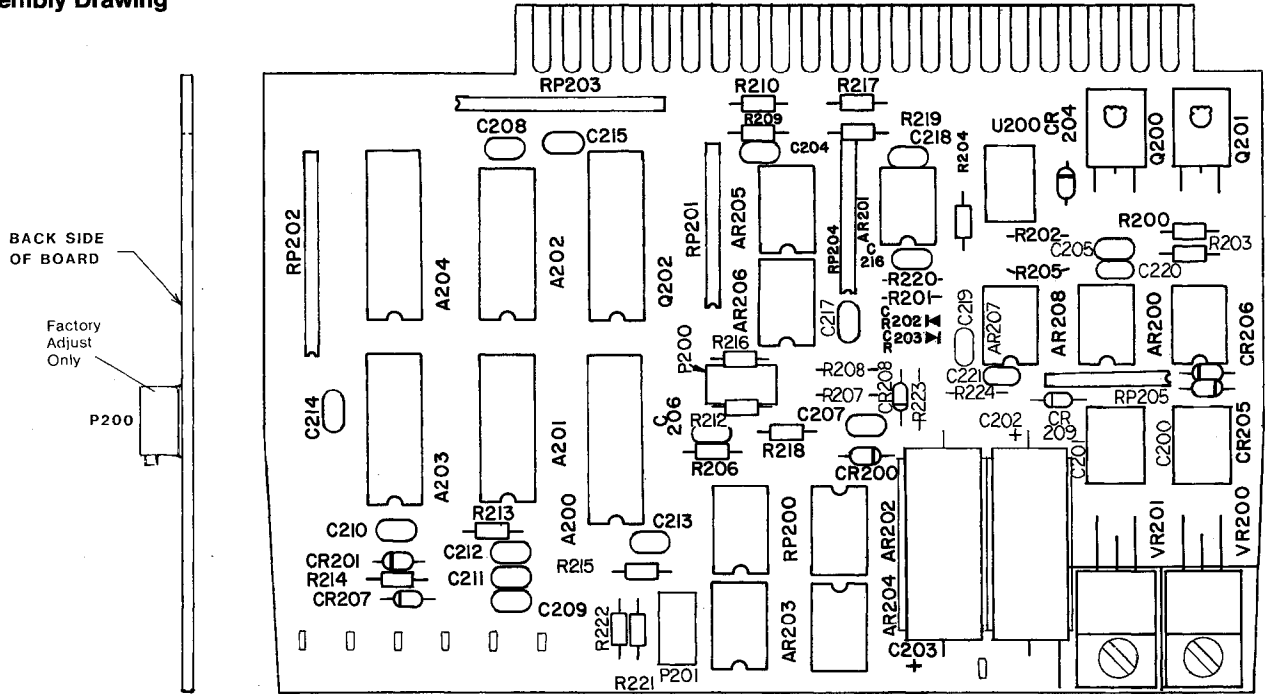 embly Drawing
BACK SIDE
OF BOARD
Factory
Adjust
Only
P200
RP203
R210
R217
R209
R219
C208
C215
C204
C218
R204
U200
CR
204
Q200
Q201
RP202
A204
A202
Q202
RP201
AR205
RP204
AR201
C
216
-R202-
C205
R200
R203
-R205-
C220
-R220-
-R201-
AR206
C217
CR202
CR203
C219
AR207
AR208
AR200
CR206
P200
R216
-R208-
-R207-
CR208
R223
C221
-R224-
RP205
C214
A203
A201
A200
C
206
R212
C207
R218
R206
CR200
C202
+
CR
209
C201
C200
CR205
C210
R213
C212
C213
CR201
R214
C211
R215
CR207
C209
RP200
AR202
VR201
VR200
R222
R221
P201
AR203
AR204
C203
+